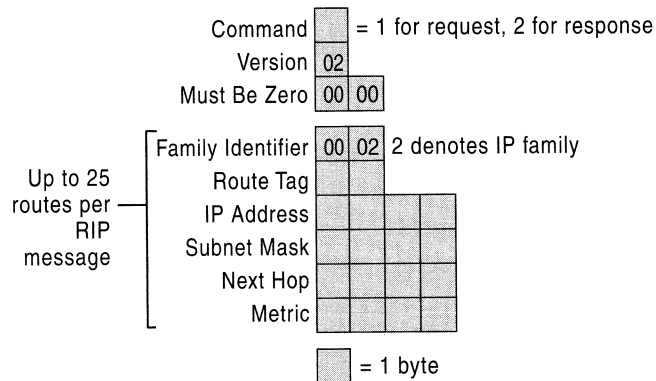 Command = 1 for request, 2 for response
Version 02
Must Be Zero 00 00
Family Identifier 00 02 2 denotes IP family
Route Tag
Up to 25
routes per
RIP
message
IP Address
Subnet Mask
Next Hop
Metric
= 1 byte